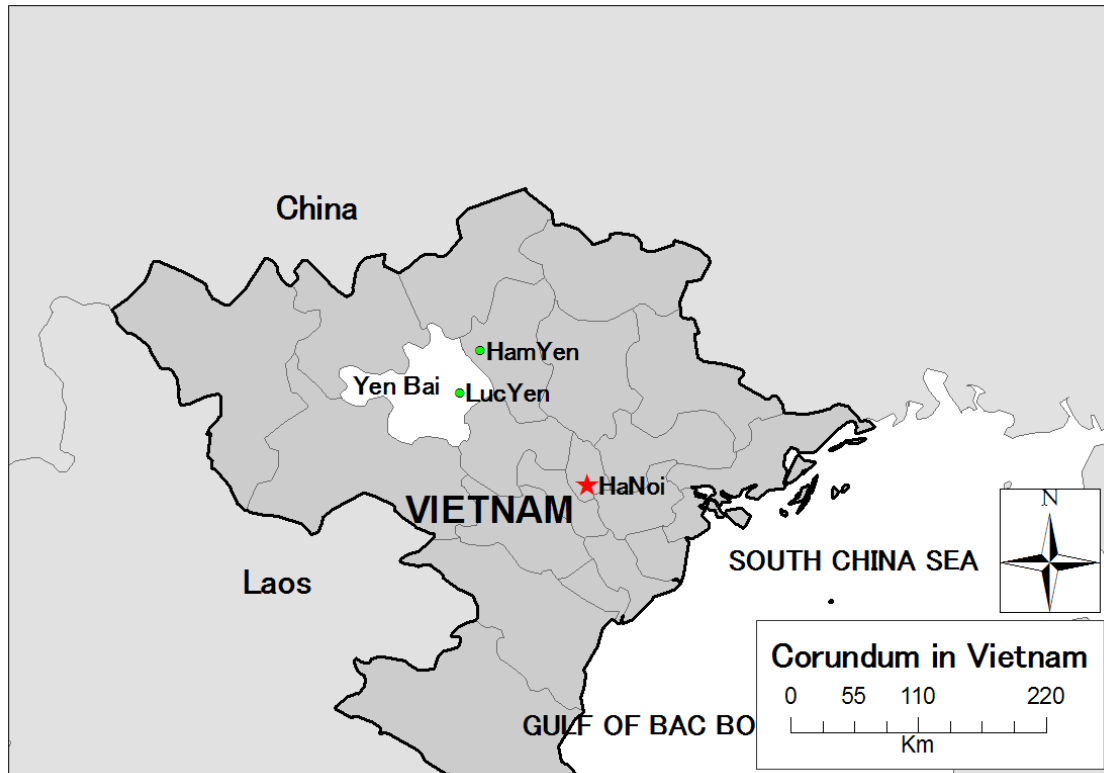 China
HamYen
Yen Bai
LucYen
HaNoi
VIETNAM
N
SOUTH CHINA SEA
Laos
Corundum in Vietnam
0 55 110 220
Km
GULF OF BAC BO